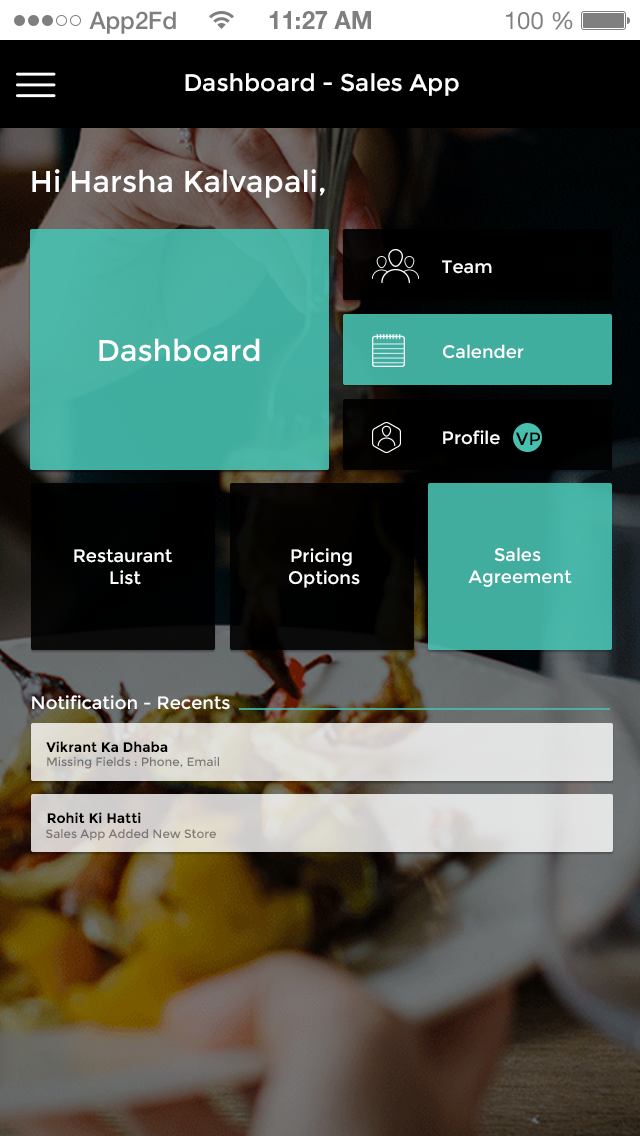 App2Fd 11:27 AM 100 %
Dashboard - Sales App
Hi Harsha Kalvapali,
Dashboard
Team
Calender
Profile VP
Restaurant
List
Pricing
Options
Sales
Agreement
Notification - Recents
Vikrant Ka Dhaba
Missing Fields : Phone, Email
Rohit Ki Hatti
Sales App Added New Store